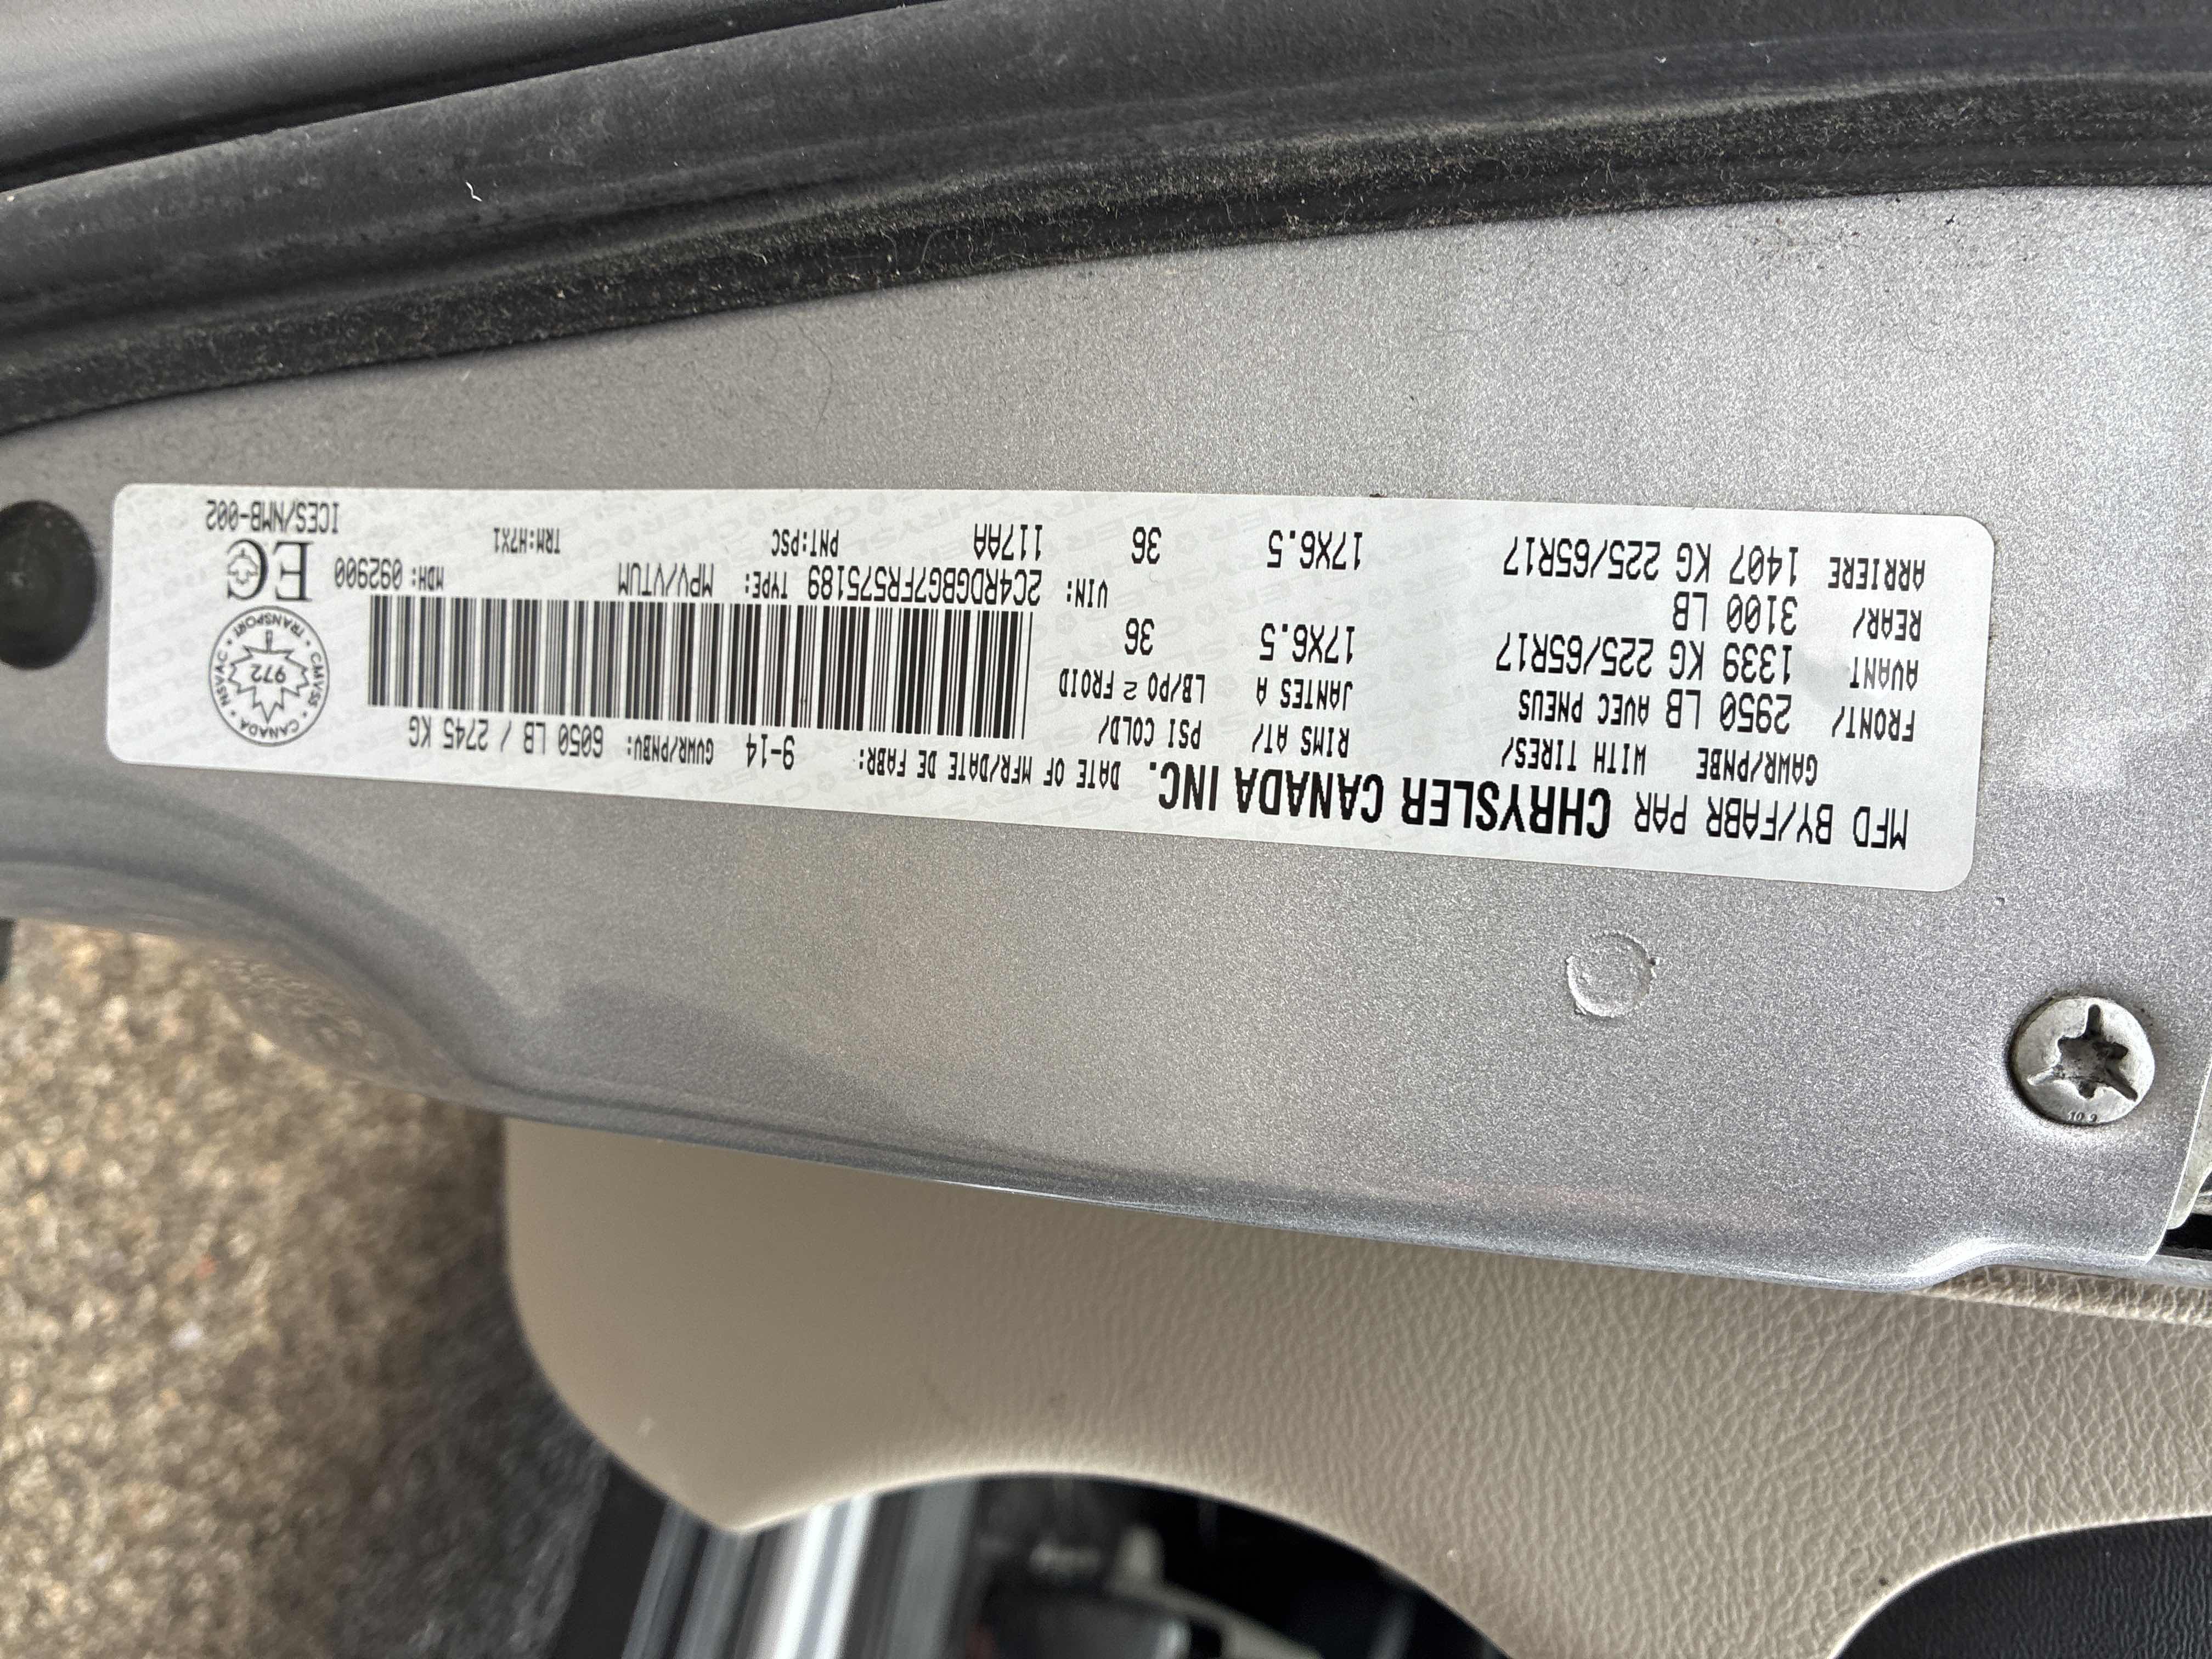 MFD BY/FABR PAR CHRYSLER CANADA INC. DATE OF MFR/DATE DE FABR: 9-14 GVWR/PNBV: 6050 LB / 2745 KG
GAWR/PNBE WITH TIRES/ RIMS AT/ PSI COLD/
FRONT/ 2950 LB AVEC PNEUS JANTES A LB/PO 2 FROID
AVANT 1339 KG 225/65R17 17X6.5 36
REAR/ 3100 LB
ARRIERE 1407 KG 225/65R17 17X6.5 36
VIN: 2C4RDGBG7FR575189 TYPE: MPV/VTUM MDH: 092900
117AA PNT:PSC TRM:H7X1
CANADA • NSVAC • TRANSPORT • CMVSS •
972
EC
ICES/NMB-002
10.9